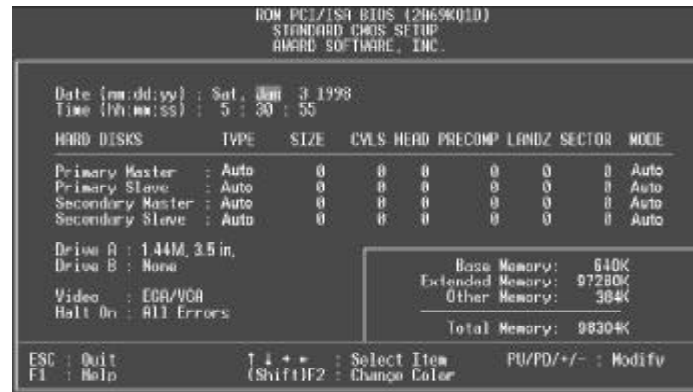 ROM PCI/ISA BIOS (2A69KQ1D)
STANDARD CMOS SETUP
AWARD SOFTWARE, INC.
Date (mm:dd:yy) : Sat, Jan 3 1998
Time (hh:mm:ss) : 5 : 30 : 55
HARD DISKS TYPE SIZE CYLS HEAD PRECOMP LANDZ SECTOR MODE
Primary Master : Auto 0 0 0 0 0 0 Auto
Primary Slave : Auto 0 0 0 0 0 0 Auto
Secondary Master : Auto 0 0 0 0 0 0 Auto
Secondary Slave : Auto 0 0 0 0 0 0 Auto
Drive A : 1.44M, 3.5 in,
Drive B : None
Video : EGA/VGA
Halt On : All Errors
Base Memory: 640K
Extended Memory: 97280K
Other Memory: 384K
Total Memory: 98304K
ESC : Quit ↑ ↓ → ← : Select Item PU/PD/+/- : Modify
F1 : Help (Shift)F2 : Change Color